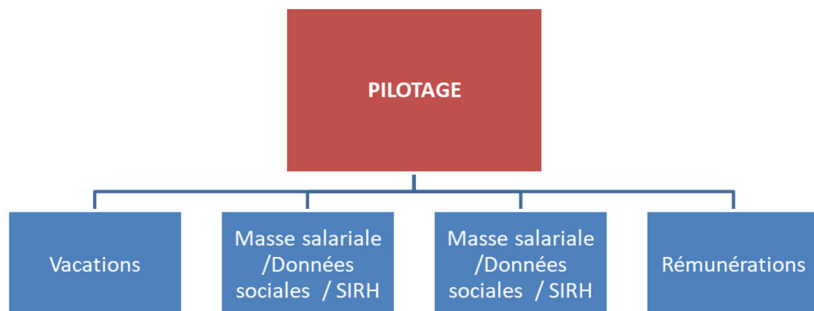 PILOTAGE
Vacations
Masse salariale
/Données
sociales / SIRH
Masse salariale
/Données
sociales / SIRH
Rémunérations